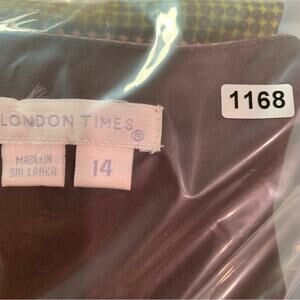 1168
LONDON TIMES®
MADE IN
SRI LANKA
14